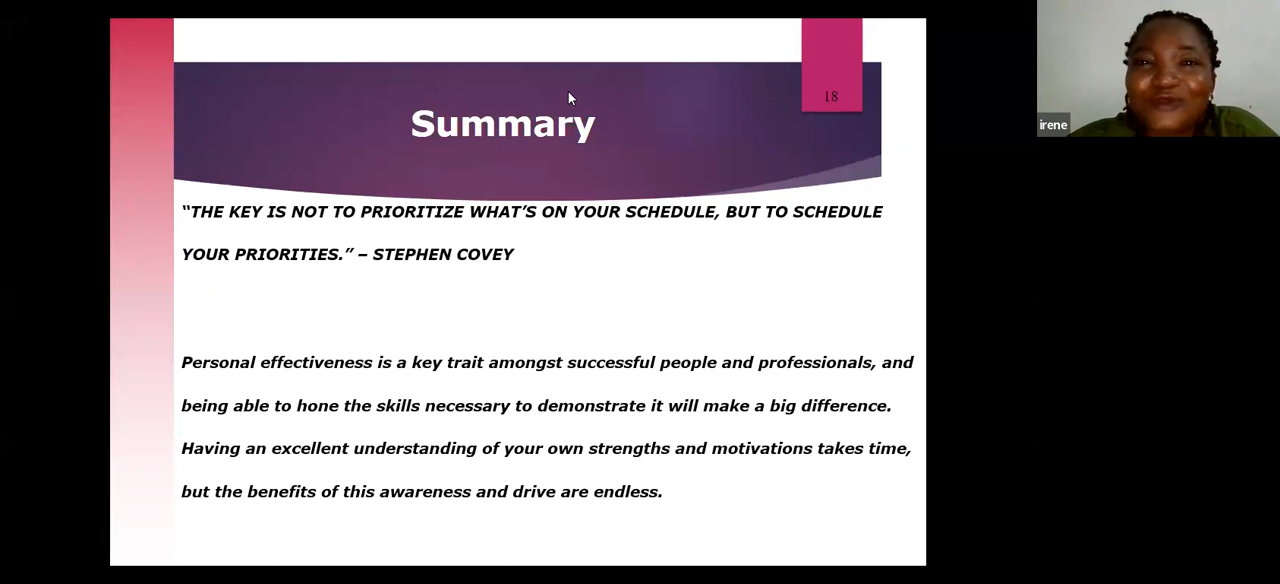 18
Summary
“THE KEY IS NOT TO PRIORITIZE WHAT’S ON YOUR SCHEDULE, BUT TO SCHEDULE
YOUR PRIORITIES.” – STEPHEN COVEY
Personal effectiveness is a key trait amongst successful people and professionals, and
being able to hone the skills necessary to demonstrate it will make a big difference.
Having an excellent understanding of your own strengths and motivations takes time,
but the benefits of this awareness and drive are endless.
irene